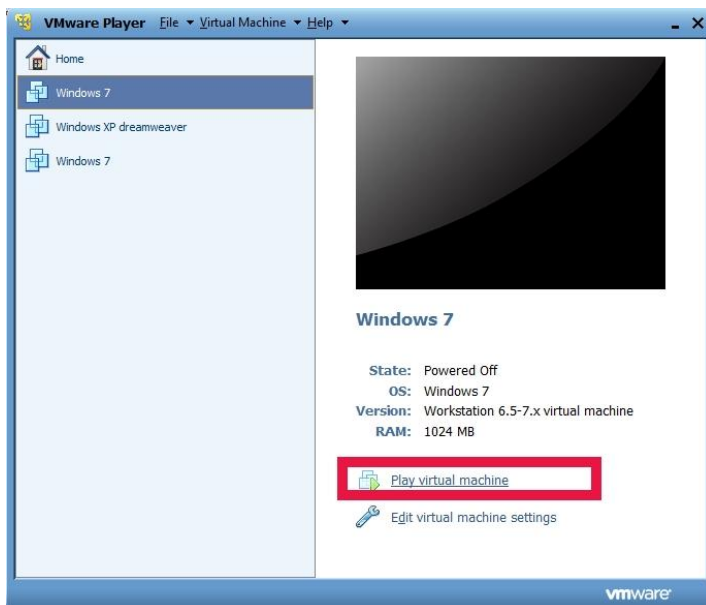 VMware Player File Virtual Machine Help
Home
Windows 7
Windows XP dreamweaver
Windows 7
Windows 7
State: Powered Off
OS: Windows 7
Version: Workstation 6.5-7.x virtual machine
RAM: 1024 MB
Play virtual machine
Edit virtual machine settings
vmware